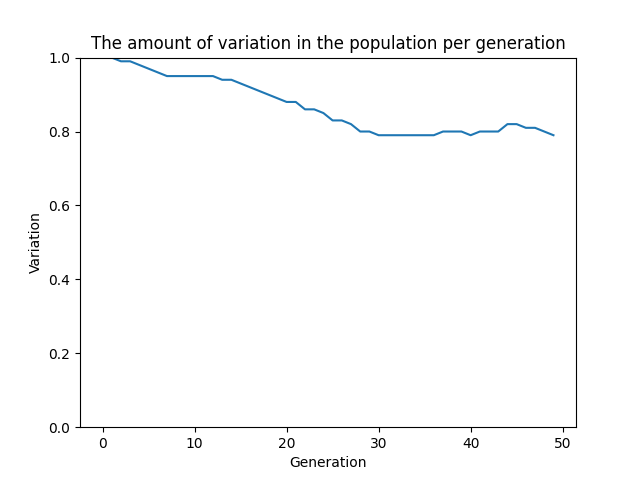 The amount of variation in the population per generation
1.0
0.8
0.6
0.4
0.2
0.0
Variation
0 10 20 30 40 50
Generation